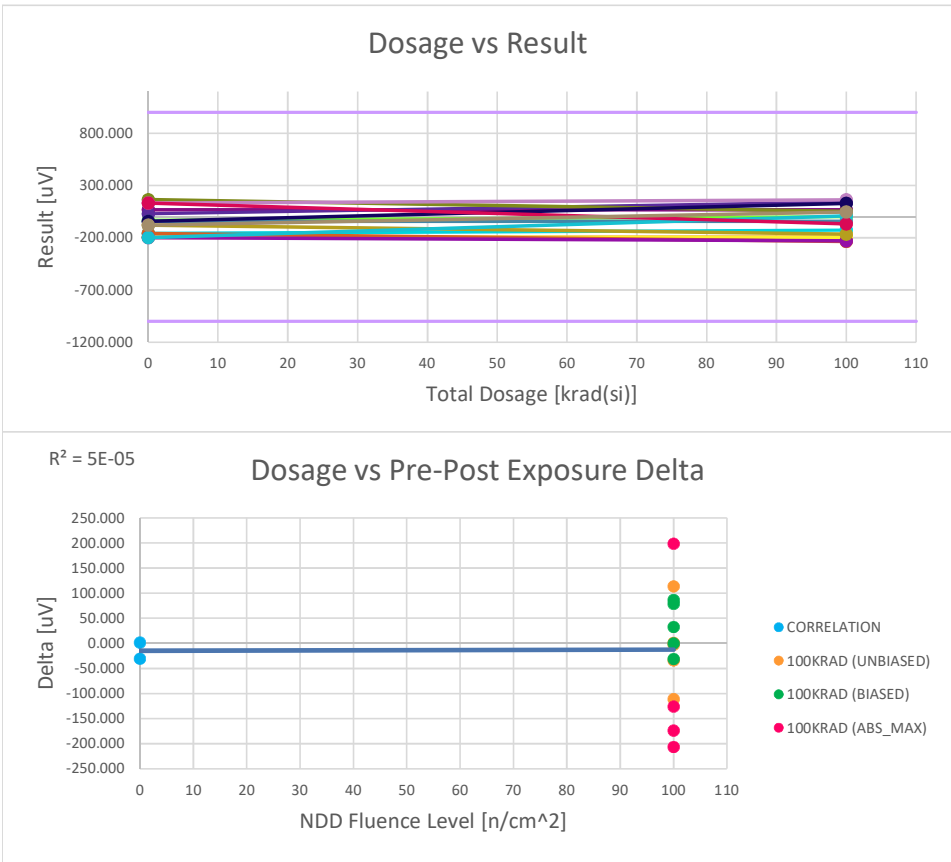 Dosage vs Result
Result [uV]
800.000
300.000
-200.000
-700.000
-1200.000
0 10 20 30 40 50 60 70 80 90 100 110
Total Dosage [krad(si)]
R² = 5E-05
Dosage vs Pre-Post Exposure Delta
Delta [uV]
250.000
200.000
150.000
100.000
50.000
0.000
-50.000
-100.000
-150.000
-200.000
-250.000
0 10 20 30 40 50 60 70 80 90 100 110
NDD Fluence Level [n/cm^2]
CORRELATION
100KRAD (UNBIASED)
100KRAD (BIASED)
100KRAD (ABS_MAX)